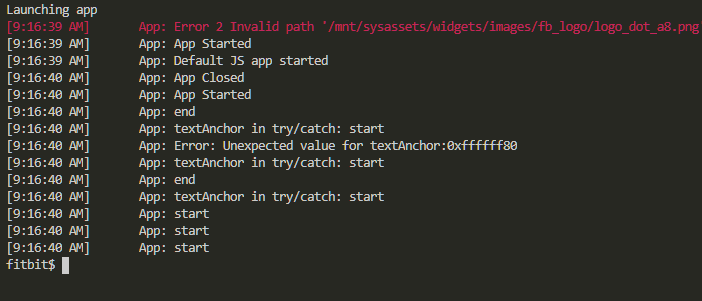 Launching app
[9:16:39 AM] App: Error 2 Invalid path '/mnt/sysassets/widgets/images/fb_logo/logo_dot_a8.png'
[9:16:39 AM] App: App Started
[9:16:39 AM] App: Default JS app started
[9:16:40 AM] App: App Closed
[9:16:40 AM] App: App Started
[9:16:40 AM] App: end
[9:16:40 AM] App: textAnchor in try/catch: start
[9:16:40 AM] App: Error: Unexpected value for textAnchor:0xffffff80
[9:16:40 AM] App: textAnchor in try/catch: start
[9:16:40 AM] App: end
[9:16:40 AM] App: textAnchor in try/catch: start
[9:16:40 AM] App: start
[9:16:40 AM] App: start
[9:16:40 AM] App: start
fitbit$